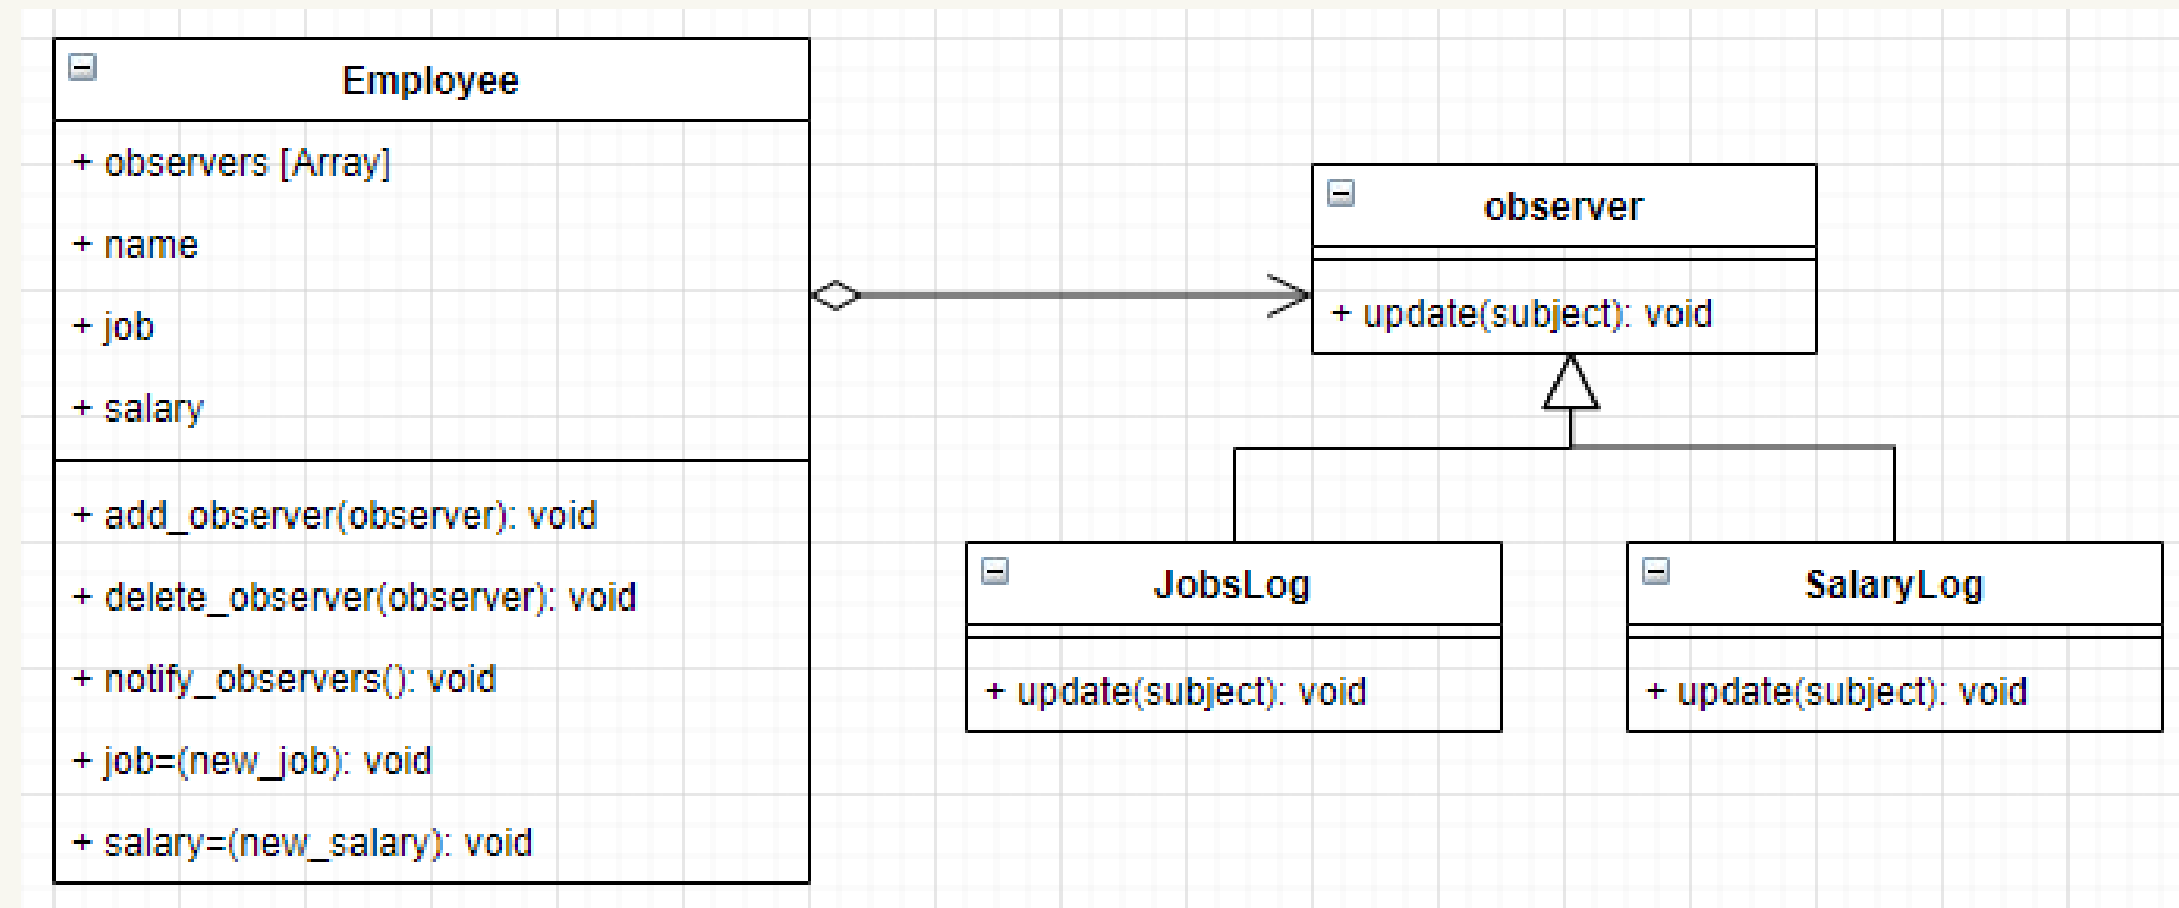 Employee
+ observers [Array]
+ name
+ job
+ salary
+ add_observer(observer): void
+ delete_observer(observer): void
+ notify_observers(): void
+ job=(new_job): void
+ salary=(new_salary): void
observer
+ update(subject): void
JobsLog
+ update(subject): void
SalaryLog
+ update(subject): void